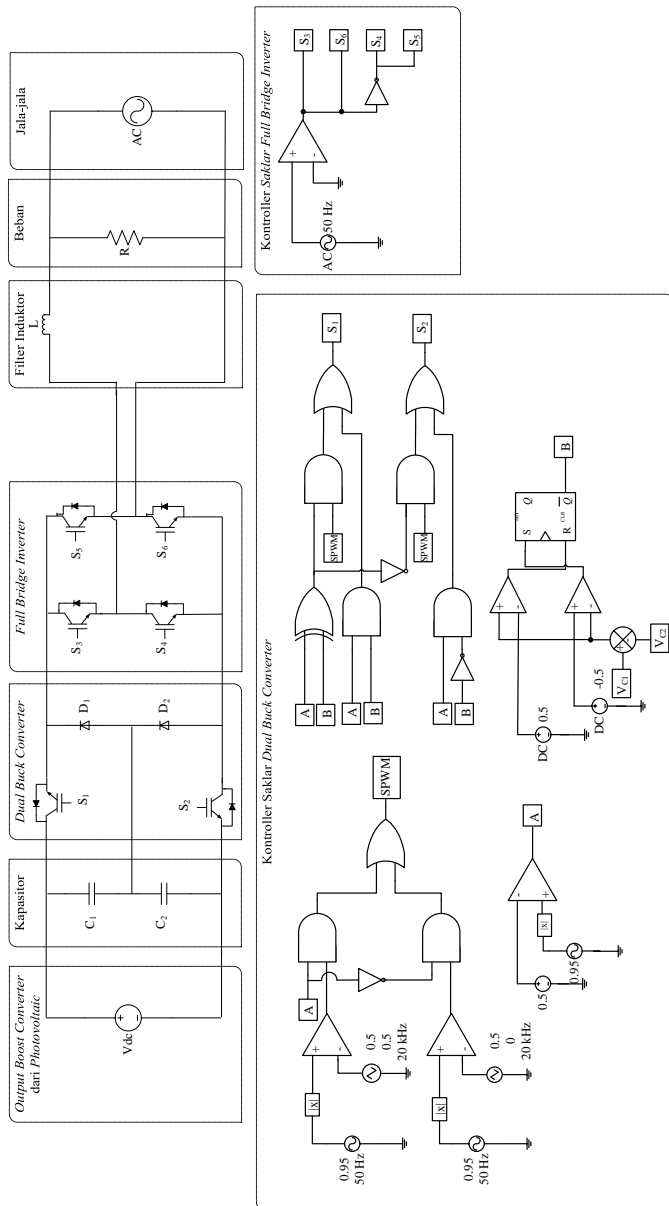 Output Boost Converter
dari Photovoltaic
Vdc
+
-
Kapasitor
C1
C2
Dual Buck Converter
S1
S2
D1
D2
Full Bridge Inverter
S3
S4
S5
S6
Filter Induktor
L
Beban
R
Jala-jala
AC
Kontroller Saklar Dual Buck Converter
0.95
50 Hz
|x|
+
-
0.5
0.5
20 kHz
A
0.95
50 Hz
|x|
+
-
0.5
0
20 kHz
SPWM
0.5
0.95
|x|
-
+
A
A
B
A
B
SPWM
S1
A
B
SPWM
S2
DC
0.5
DC
-0.5
VC1
VC2
+
-
+
-
+
-
S
SET
Q
R
CLR
Q
B
Kontroller Saklar Full Bridge Inverter
AC
50 Hz
+
-
S3
S6
S4
S5